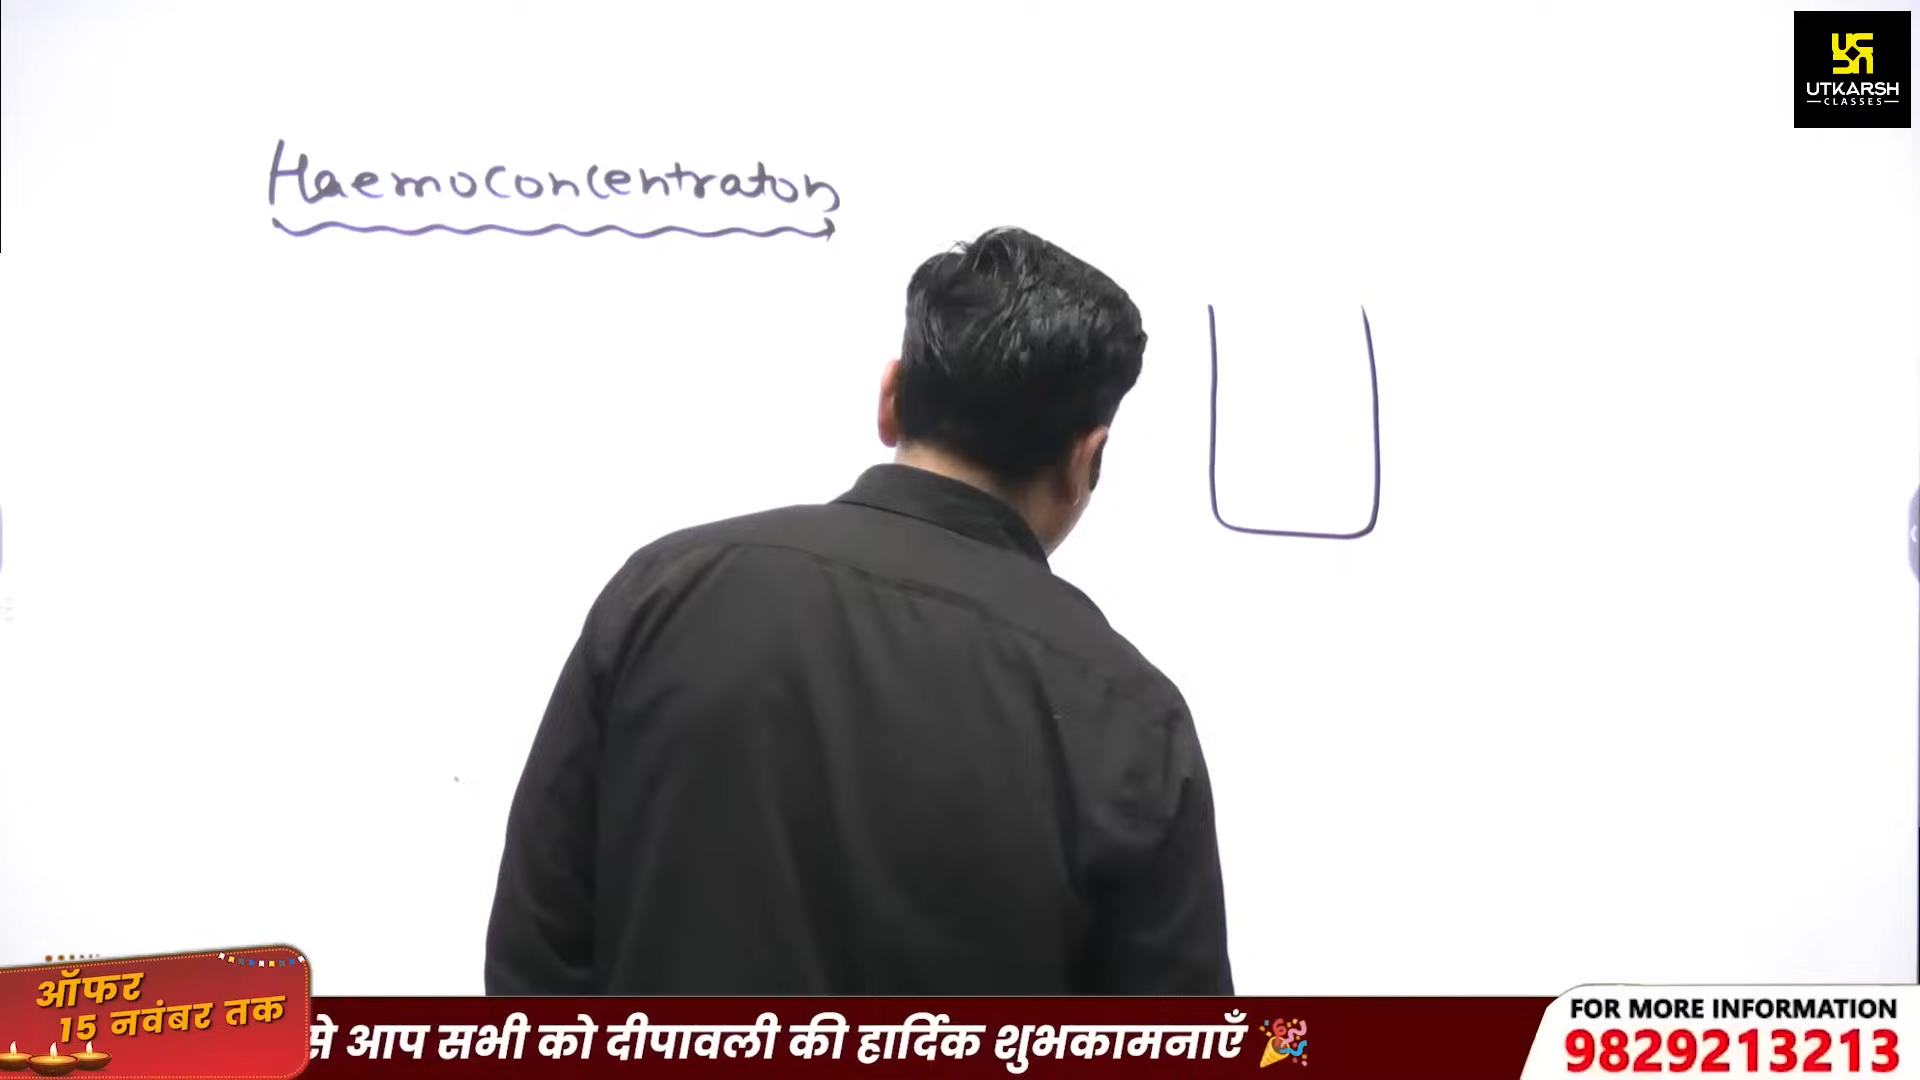 UTKARSH
CLASSES
Haemoconcentraton
ऑफर
15 नवंबर तक
से आप सभी को दीपावली की हार्दिक शुभकामनाएँ 🎉
FOR MORE INFORMATION
9829213213